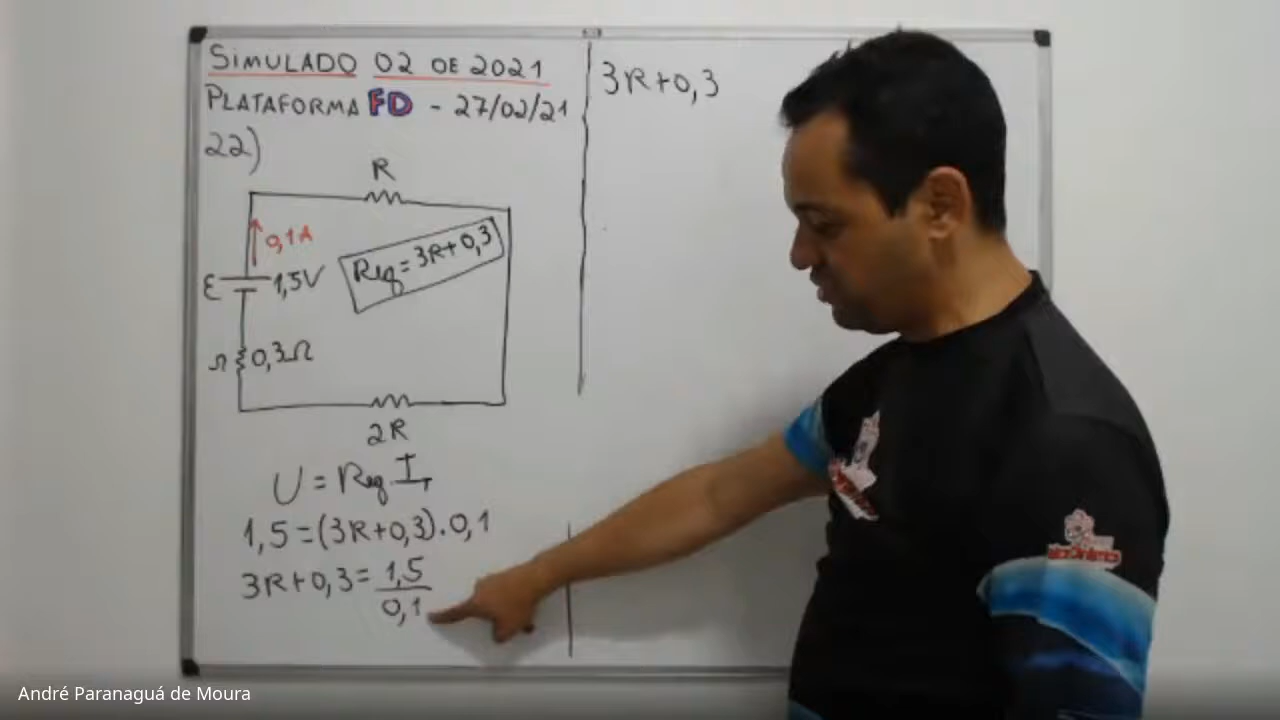 SIMULADO 02 DE 2021
PLATAFORMA FD - 27/02/21
22)
R
0,1A
Req = 3R + 0,3
ε 1,5V
r 0,3Ω
2R
U = Req I_T
1,5 = (3R + 0,3) . 0,1
3R + 0,3 = 1,5
0,1
3R + 0,3
André Paranaguá de Moura